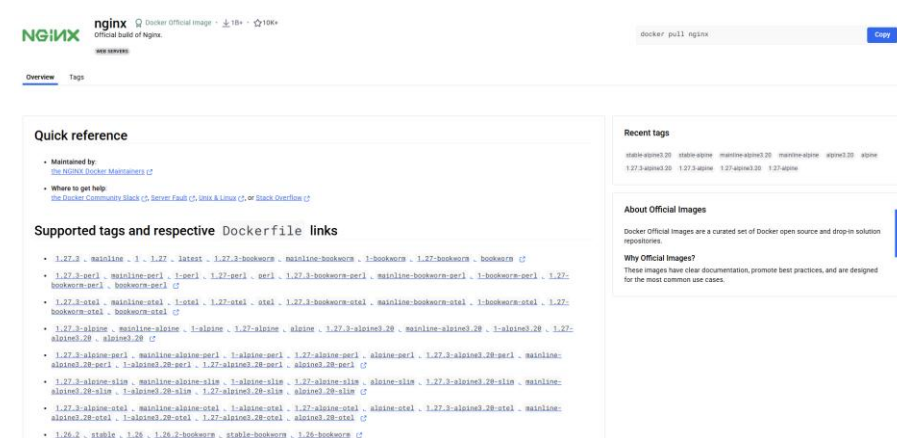 NGINX
nginx Docker Official Image · 1B+ · 10K+
Official build of Nginx.
WEB SERVERS
docker pull nginx
Copy
Overview Tags
Quick reference
• Maintained by:
the NGINX Docker Maintainers
• Where to get help:
the Docker Community Slack, Server Fault, Unix & Linux, or Stack Overflow
Supported tags and respective Dockerfile links
• 1.27.3 , mainline , 1 , 1.27 , latest , 1.27.3-bookworm , mainline-bookworm , 1-bookworm , 1.27-bookworm , bookworm
• 1.27.3-perl , mainline-perl , 1-perl , 1.27-perl , perl , 1.27.3-bookworm-perl , mainline-bookworm-perl , 1-bookworm-perl , 1.27-
bookworm-perl , bookworm-perl
• 1.27.3-otel , mainline-otel , 1-otel , 1.27-otel , otel , 1.27.3-bookworm-otel , mainline-bookworm-otel , 1-bookworm-otel , 1.27-
bookworm-otel , bookworm-otel
• 1.27.3-alpine , mainline-alpine , 1-alpine , 1.27-alpine , alpine , 1.27.3-alpine3.20 , mainline-alpine3.20 , 1-alpine3.20 , 1.27-
alpine3.20 , alpine3.20
• 1.27.3-alpine-perl , mainline-alpine-perl , 1-alpine-perl , 1.27-alpine-perl , alpine-perl , 1.27.3-alpine3.20-perl , mainline-
alpine3.20-perl , 1-alpine3.20-perl , 1.27-alpine3.20-perl , alpine3.20-perl
• 1.27.3-alpine-slim , mainline-alpine-slim , 1-alpine-slim , 1.27-alpine-slim , alpine-slim , 1.27.3-alpine3.20-slim , mainline-
alpine3.20-slim , 1-alpine3.20-slim , 1.27-alpine3.20-slim , alpine3.20-slim
• 1.27.3-alpine-otel , mainline-alpine-otel , 1-alpine-otel , 1.27-alpine-otel , alpine-otel , 1.27.3-alpine3.20-otel , mainline-
alpine3.20-otel , 1-alpine3.20-otel , 1.27-alpine3.20-otel , alpine3.20-otel
• 1.26.2 , stable , 1.26 , 1.26.2-bookworm , stable-bookworm , 1.26-bookworm
Recent tags
stable-alpine3.20 stable-alpine mainline-alpine3.20 mainline-alpine alpine3.20 alpine
1.27.3-alpine3.20 1.27.3-alpine 1.27-alpine3.20 1.27-alpine
About Official Images
Docker Official Images are a curated set of Docker open source and drop-in solution
repositories.
Why Official Images?
These images have clear documentation, promote best practices, and are designed
for the most common use cases.